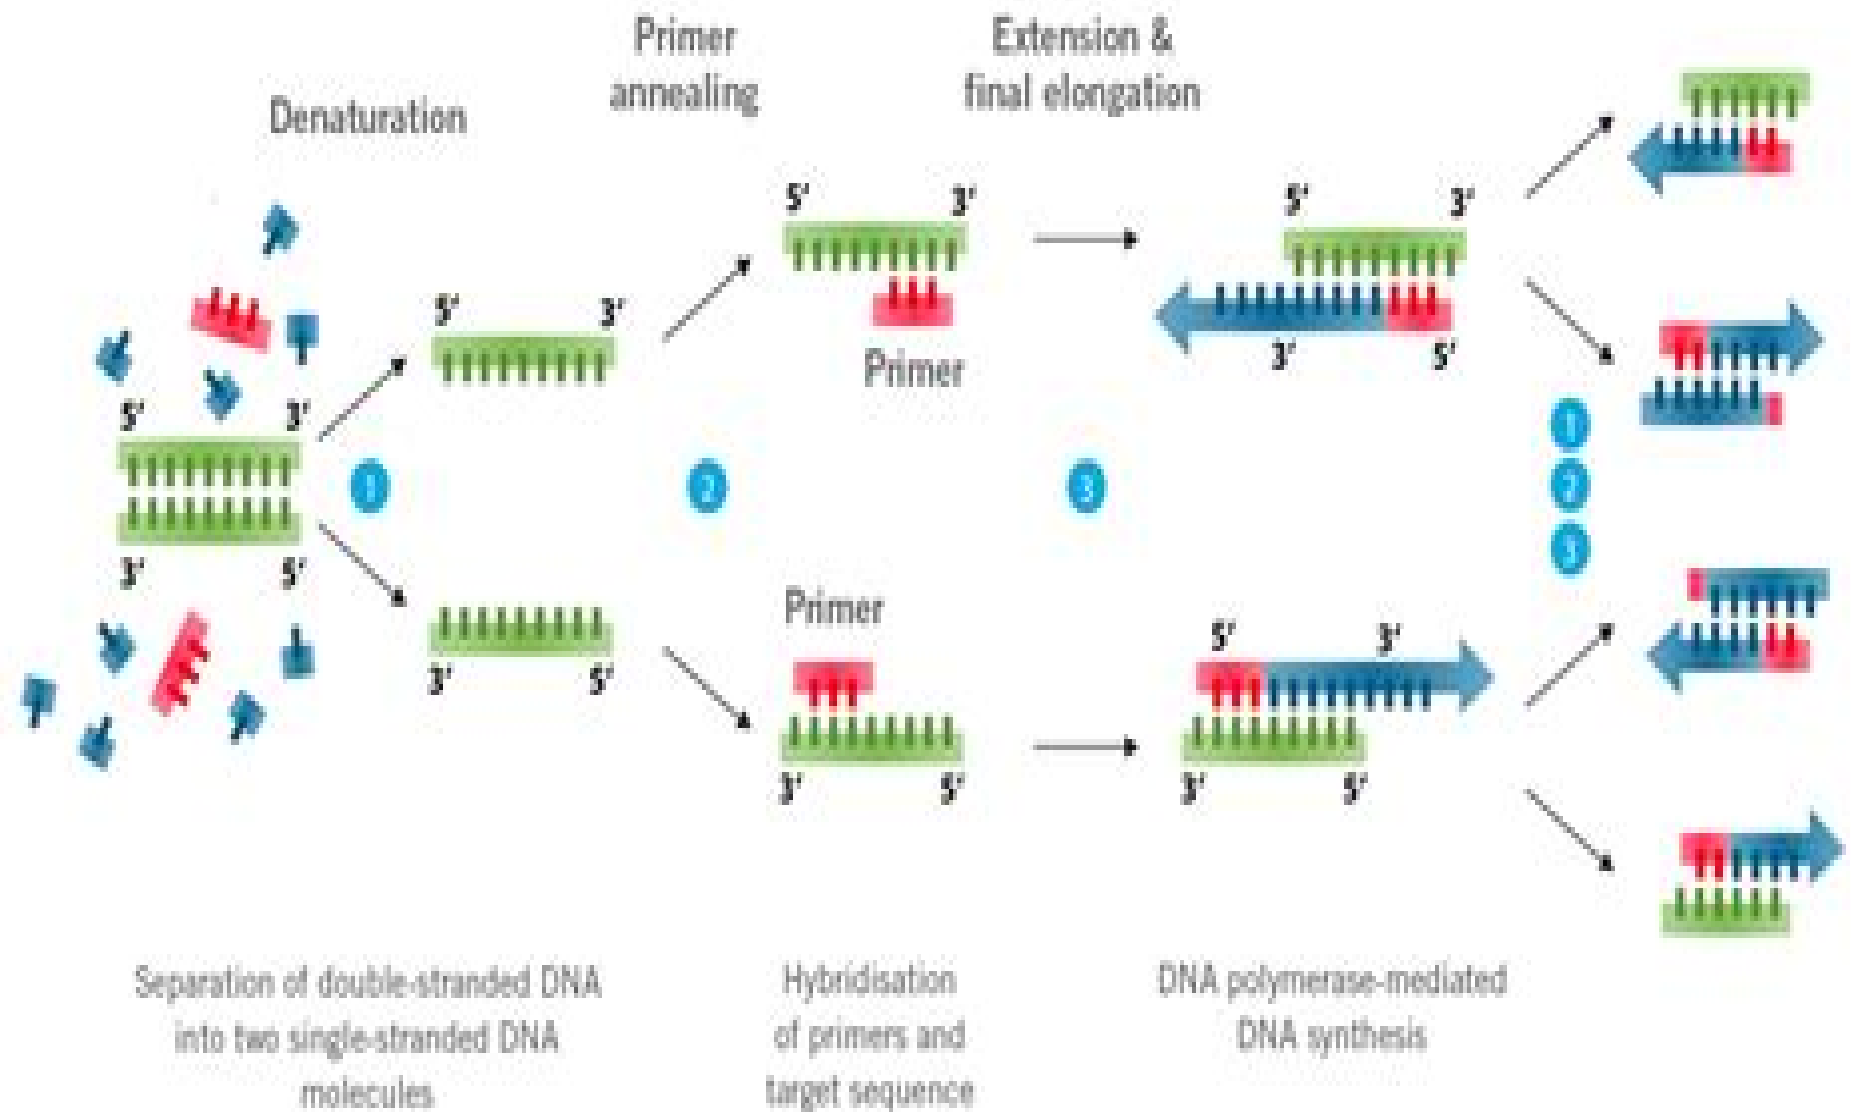 Primer
annealing
Extension &
final elongation
Denaturation
5' 3'
5' 3'
5' 3'
3' 5'
Primer
5' 3'
1
2
3
1
2
3
3' 5'
Primer
5' 3'
3' 5'
3' 5'
3' 5'
Separation of double-stranded DNA
into two single-stranded DNA
molecules
Hybridisation
of primers and
target sequence
DNA polymerase-mediated
DNA synthesis